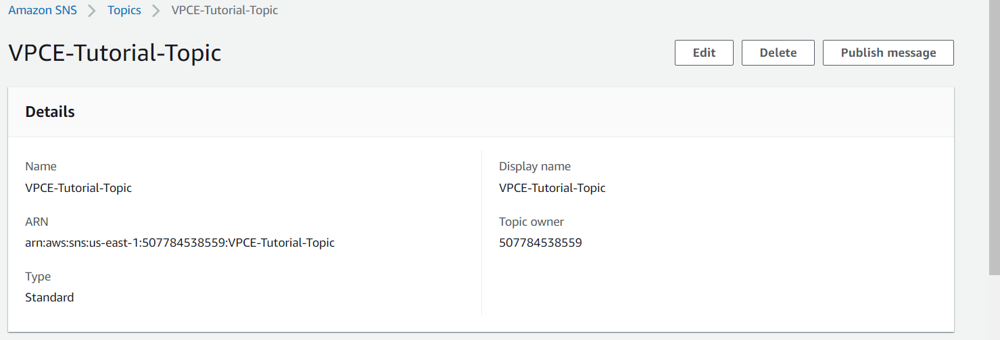 Amazon SNS > Topics > VPCE-Tutorial-Topic
VPCE-Tutorial-Topic
Edit Delete Publish message
Details
Name
VPCE-Tutorial-Topic
ARN
arn:aws:sns:us-east-1:507784538559:VPCE-Tutorial-Topic
Type
Standard
Display name
VPCE-Tutorial-Topic
Topic owner
507784538559